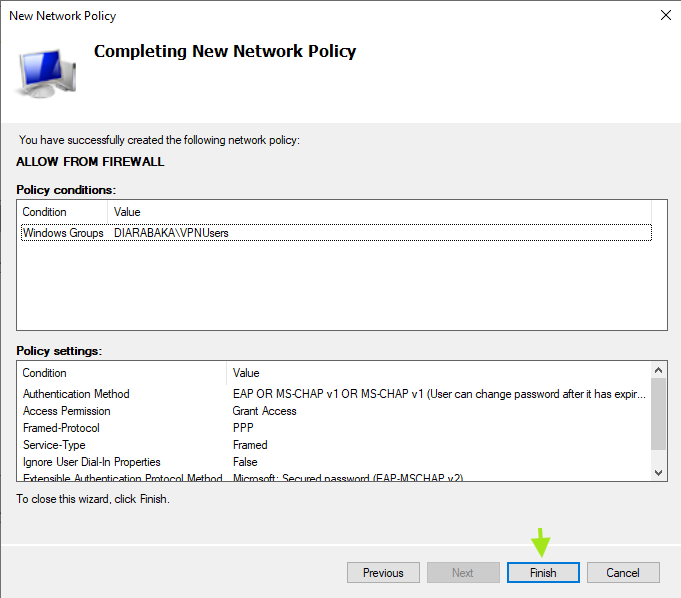 New Network Policy
Completing New Network Policy
You have successfully created the following network policy:
ALLOW FROM FIREWALL
Policy conditions:
Condition Value
Windows Groups DIARABAKA\VPNUsers
Policy settings:
Condition Value
Authentication Method EAP OR MS-CHAP v1 OR MS-CHAP v1 (User can change password after it has expir...
Access Permission Grant Access
Framed-Protocol PPP
Service-Type Framed
Ignore User Dial-In Properties False
Extensible Authentication Protocol Method Microsoft: Secured password (EAP-MSCHAP v2)
To close this wizard, click Finish.
Previous Next Finish Cancel